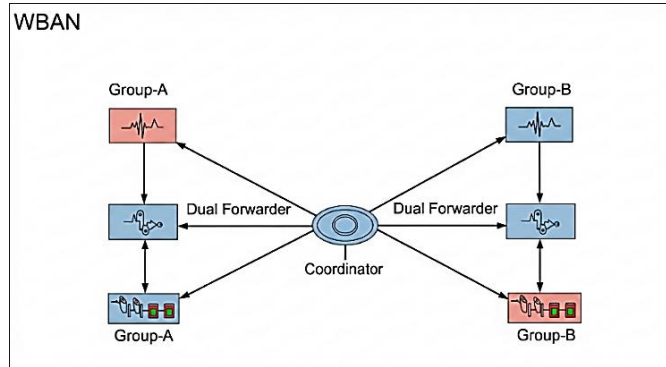 WBAN
Group-A
Group-B
Dual Forwarder
Dual Forwarder
Coordinator
Group-A
Group-B